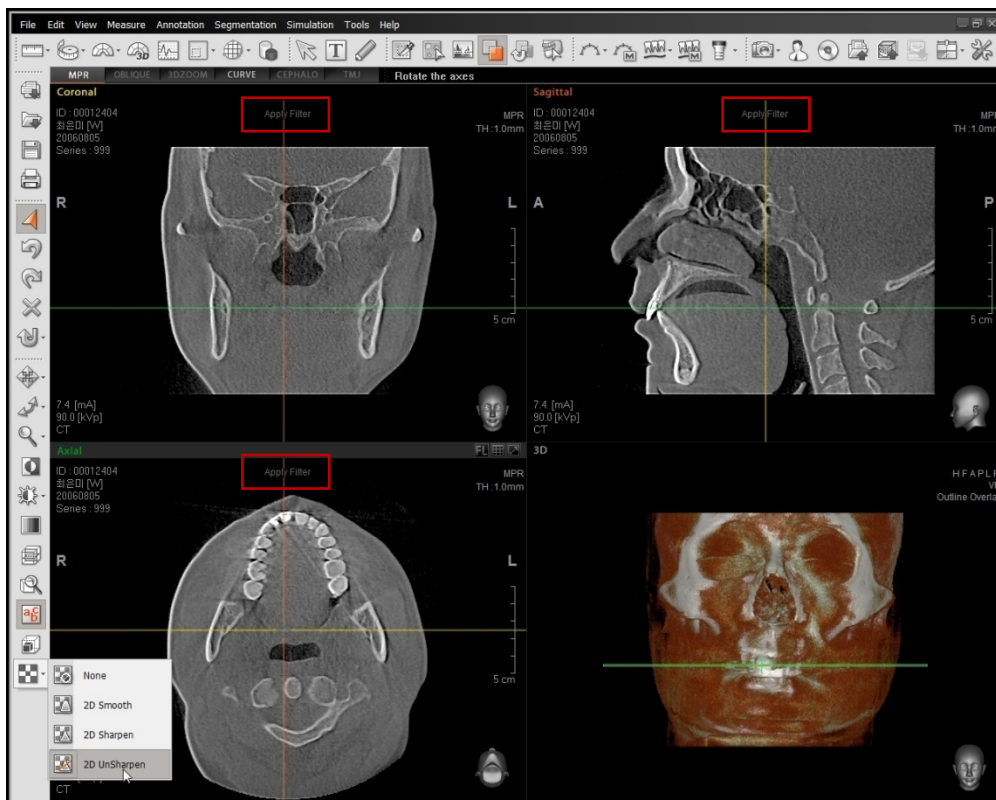 File Edit View Measure Annotation Segmentation Simulation Tools Help
3D
T
M
M
MPR OBLIQUE 3DZOOM CURVE CEPHALO TMJ Rotate the axes
Coronal
ID : 00012404
최은미 [W]
20060805
Series : 999
Apply Filter
MPR
TH :1.0mm
R
L
5 cm
7.4 [mA]
90.0 [kVp]
CT
Sagittal
ID : 00012404
최은미 [W]
20060805
Series : 999
Apply Filter
MPR
TH :1.0mm
A
P
5 cm
7.4 [mA]
90.0 [kVp]
CT
Axial
FL
ID : 00012404
최은미 [W]
20060805
Series : 999
Apply Filter
MPR
TH :1.0mm
R
L
5 cm
CT
3D
H F A P L R
Outline Overla
abc
None
2D Smooth
2D Sharpen
2D UnSharpen